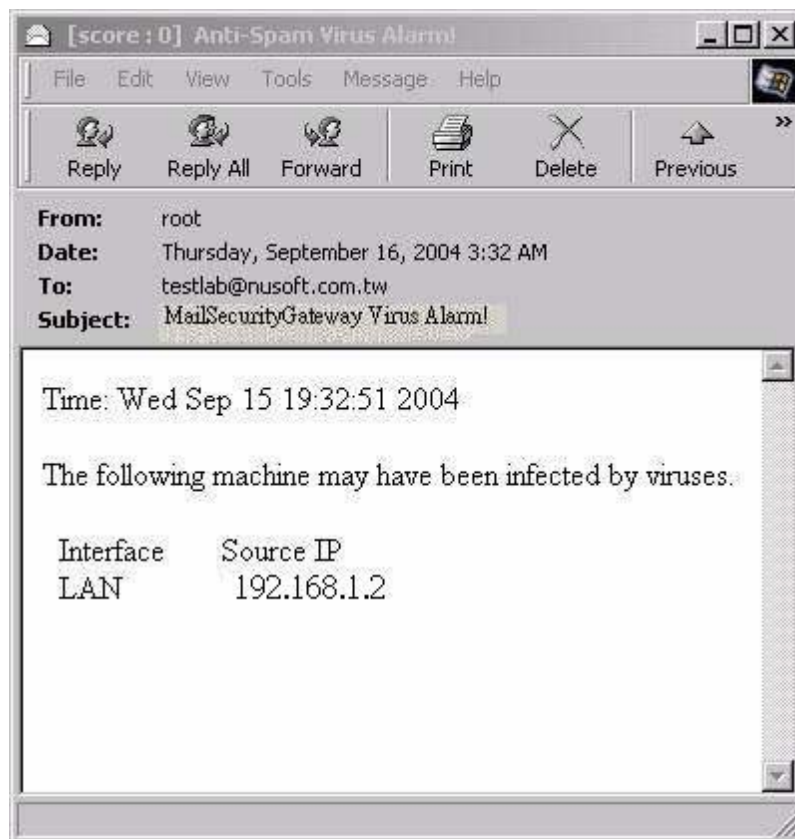 [score : 0] Anti-Spam Virus Alarm!
File Edit View Tools Message Help
Reply Reply All Forward Print Delete Previous »
From: root
Date: Thursday, September 16, 2004 3:32 AM
To: testlab@nusoft.com.tw
Subject: MailSecurityGateway Virus Alarm!
Time: Wed Sep 15 19:32:51 2004
The following machine may have been infected by viruses.
Interface Source IP
LAN 192.168.1.2